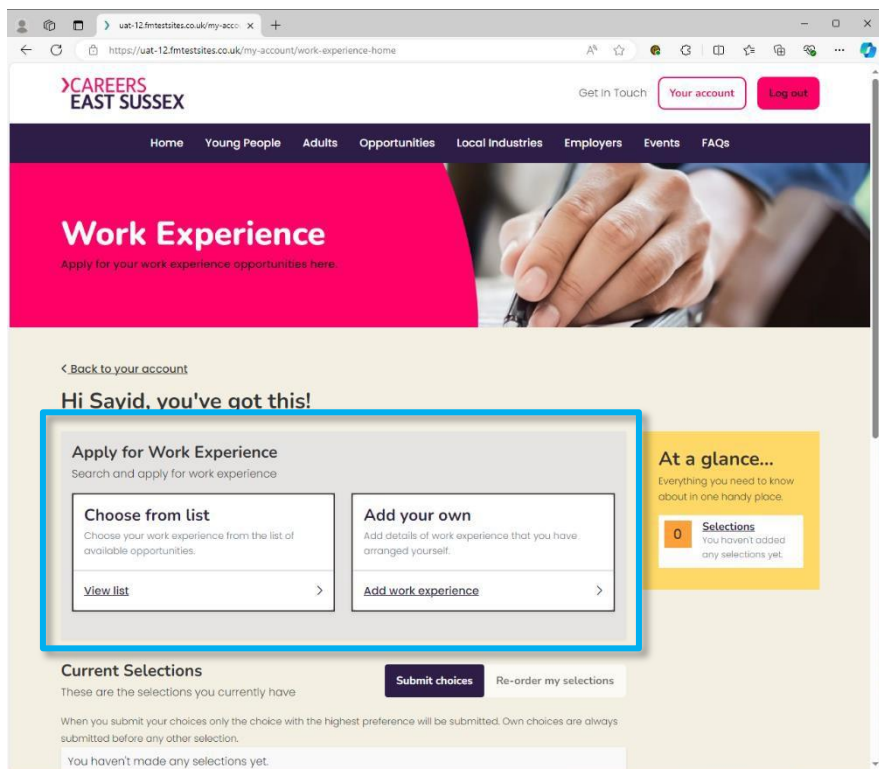 uat-12.fmtestsites.co.uk/my-acco
https://uat-12.fmtestsites.co.uk/my-account/work-experience-home
CAREERS
EAST SUSSEX
Get in Touch
Your account
Log out
Home Young People Adults Opportunities Local Industries Employers Events FAQs
Work Experience
Apply for your work experience opportunities here.
Back to your account
Hi Sayid, you've got this!
Apply for Work Experience
Search and apply for work experience
Choose from list
Choose your work experience from the list of
available opportunities.
View list
Add your own
Add details of work experience that you have
arranged yourself.
Add work experience
At a glance...
Everything you need to know
about in one handy place.
0
Selections
You haven't added
any selections yet.
Current Selections
These are the selections you currently have
Submit choices
Re-order my selections
When you submit your choices only the choice with the highest preference will be submitted. Own choices are always
submitted before any other selection.
You haven't made any selections yet.